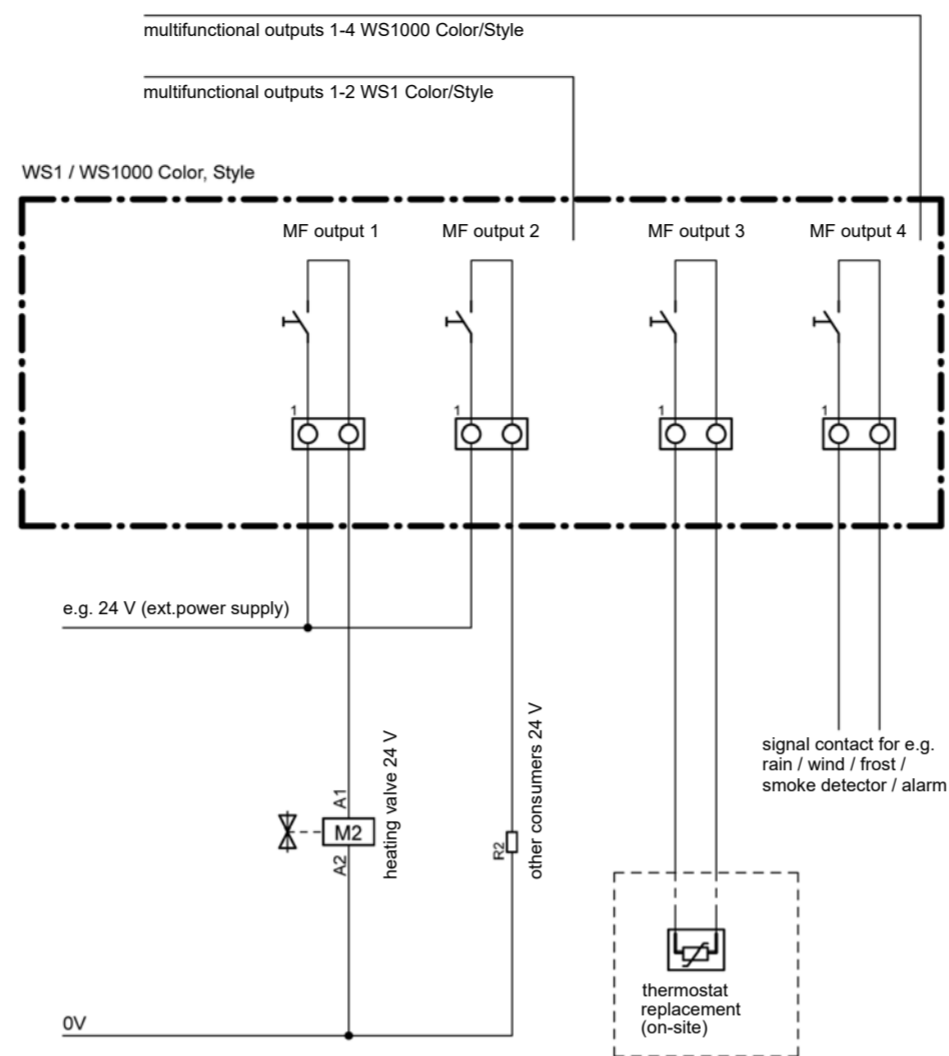 multifunctional outputs 1-4 WS1000 Color/Style
multifunctional outputs 1-2 WS1 Color/Style
WS1 / WS1000 Color, Style
MF output 1
MF output 2
MF output 3
MF output 4
1
1
1
1
e.g. 24 V (ext.power supply)
A1
M2
A2
heating valve 24 V
R2
other consumers 24 V
signal contact for e.g.
rain / wind / frost /
smoke detector / alarm
thermostat
replacement
(on-site)
0V